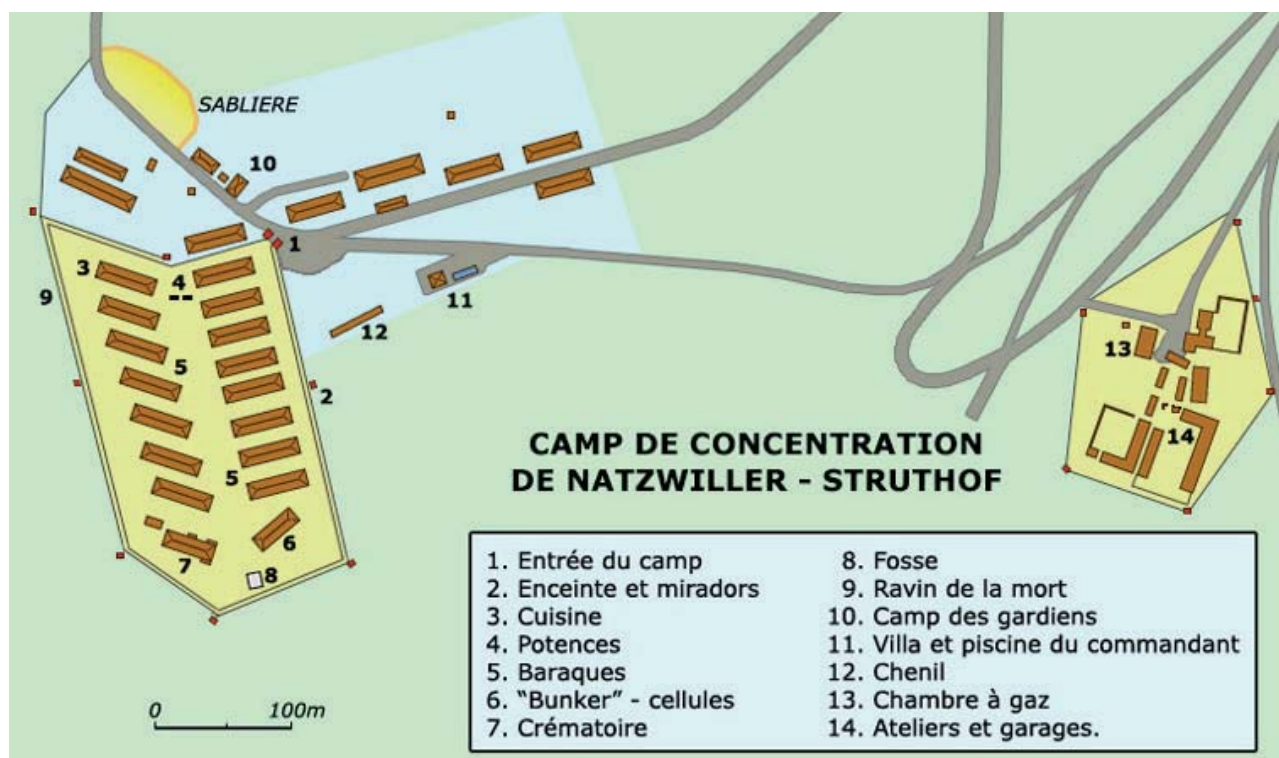 SABLIERE
10
1
3
4
9
11
12
5
2
13
14
5
6
7
8
CAMP DE CONCENTRATION
DE NATZWILLER - STRUTHOF
1. Entrée du camp
2. Enceinte et miradors
3. Cuisine
4. Potences
5. Baraques
6. “Bunker” - cellules
7. Crématoire
8. Fosse
9. Ravin de la mort
10. Camp des gardiens
11. Villa et piscine du commandant
12. Chenil
13. Chambre à gaz
14. Ateliers et garages.
0 100m